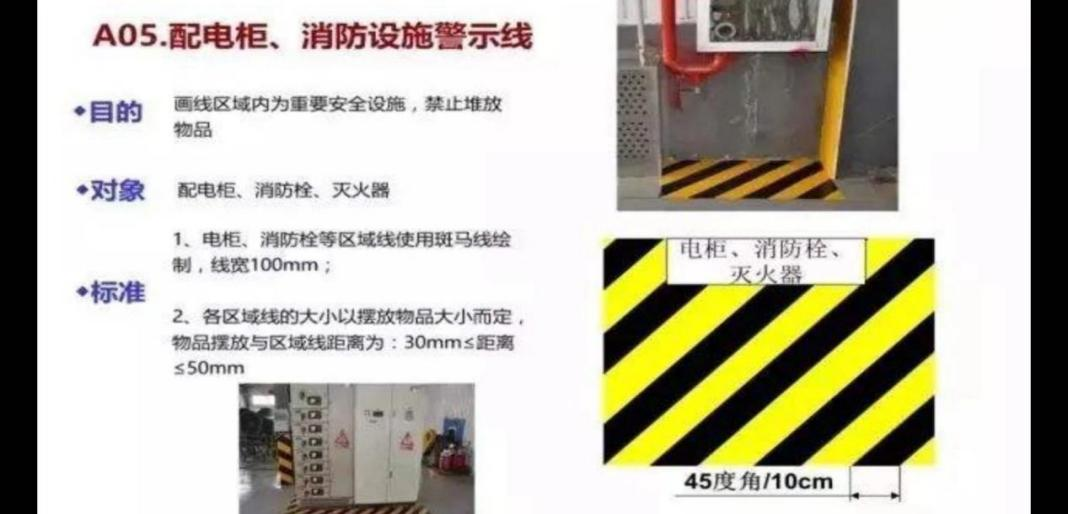 A05.配电柜、消防设施警示线
◆目的
画线区域内为重要安全设施，禁止堆放
物品
◆对象
配电柜、消防栓、灭火器
◆标准
1、电柜、消防栓等区域线使用斑马线绘
制，线宽100mm；
2、各区域线的大小以摆放物品大小而定，
物品摆放与区域线距离为：30mm≤距离
≤50mm
电柜、消防栓、
灭火器
45度角/10cm